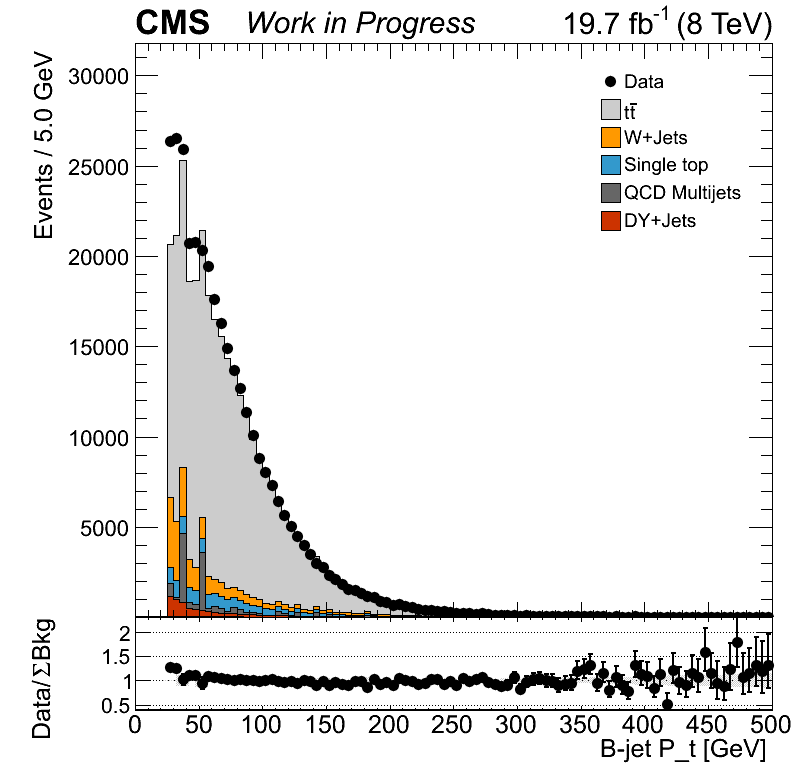 CMS Work in Progress 19.7 fb⁻¹ (8 TeV)
Events / 5.0 GeV
30000
25000
20000
15000
10000
5000
Data
tt̄
W+Jets
Single top
QCD Multijets
DY+Jets
Data/ ΣBkg
2
1.5
1
0.5
0 50 100 150 200 250 300 350 400 450 500
B-jet P_t [GeV]